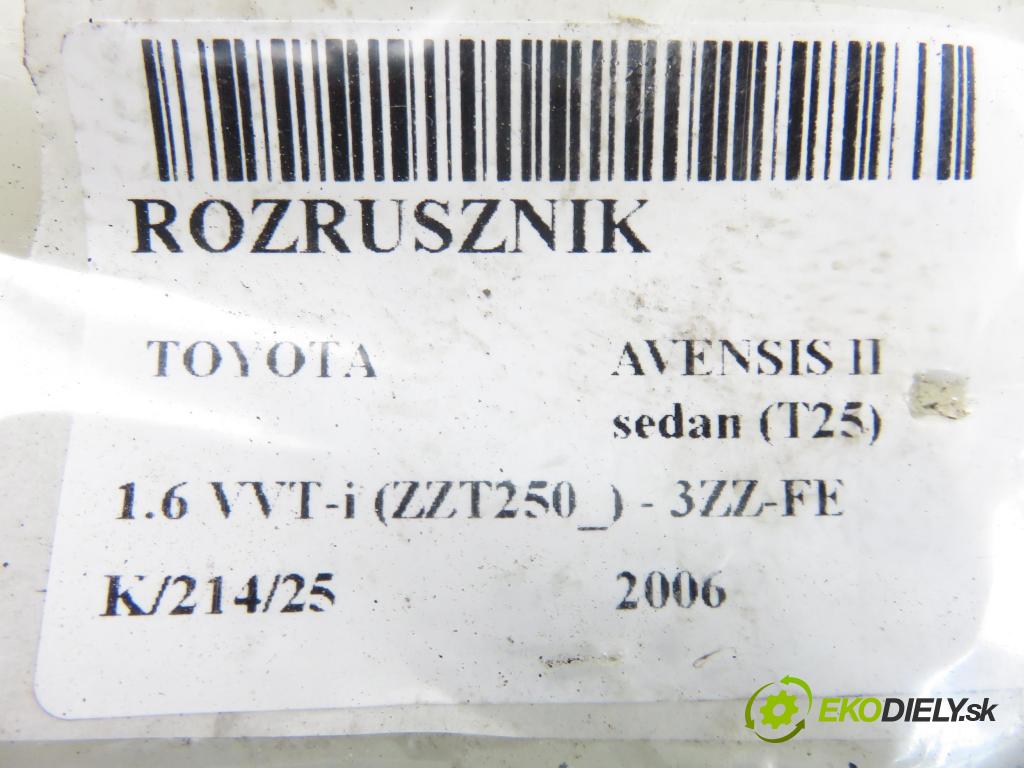 ROZRUSZNIK
TOYOTA AVENSIS II
sedan (T25)
1.6 VVT-i (ZZT250_) - 3ZZ-FE
K/214/25 2006
EKODIELY.sk